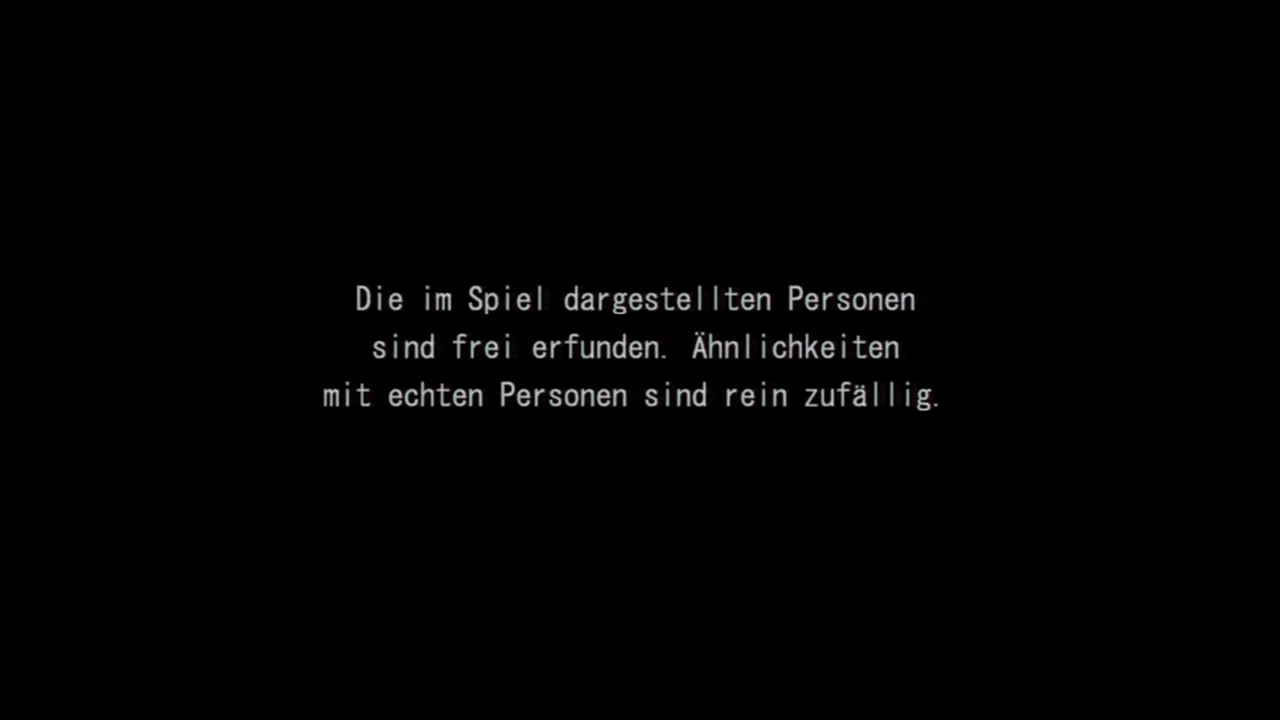 Die im Spiel dargestellten Personen
sind frei erfunden. Ähnlichkeiten
mit echten Personen sind rein zufällig.